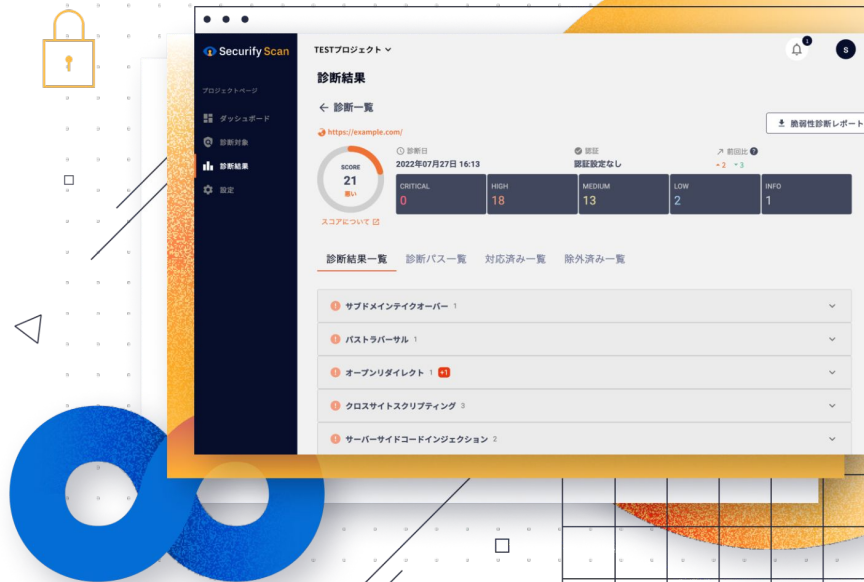 Securify Scan
TESTプロジェクト
1
S
プロジェクトページ
ダッシュボード
診断対象
診断結果
設定
診断結果
← 診断一覧
脆弱性診断レポート
https://example.com/
診断日
2022年07月27日 16:13
認証
認証設定なし
前回比
2 3
SCORE
21
悪い
スコアについて
CRITICAL
0
HIGH
18
MEDIUM
13
LOW
2
INFO
1
診断結果一覧 診断パス一覧 対応済み一覧 除外済み一覧
サブドメインテイクオーバー 1
パストラバーサル 1
オープンリダイレクト 1 +1
クロスサイトスクリプティング 3
サーバーサイドコードインジェクション 2